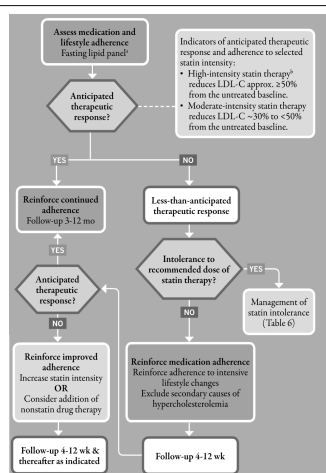 Assess medication and
lifestyle adherence
Fasting lipid panelª
Indicators of anticipated therapeutic
response and adherence to selected
statin intensity:
• High-intensity statin therapyᵇ
reduces LDL-C approx. ≥50%
from the untreated baseline.
• Moderate-intensity statin therapy
reduces LDL-C ~30% to <50%
from the untreated baseline.
Anticipated
therapeutic
response?
YES
NO
Reinforce continued
adherence
Follow-up 3-12 mo
Less-than-anticipated
therapeutic response
YES
Anticipated
therapeutic
response?
Intolerance to
recommended dose of
statin therapy?
YES
Management of
statin intolerance
(Table 6)
NO
NO
Reinforce improved
adherence
Increase statin intensity
OR
Consider addition of
nonstatin drug therapy
Reinforce medication adherence
Reinforce adherence to intensive
lifestyle changes
Exclude secondary causes of
hypercholesterolemia
Follow-up 4-12 wk &
thereafter as indicated
Follow-up 4-12 wk